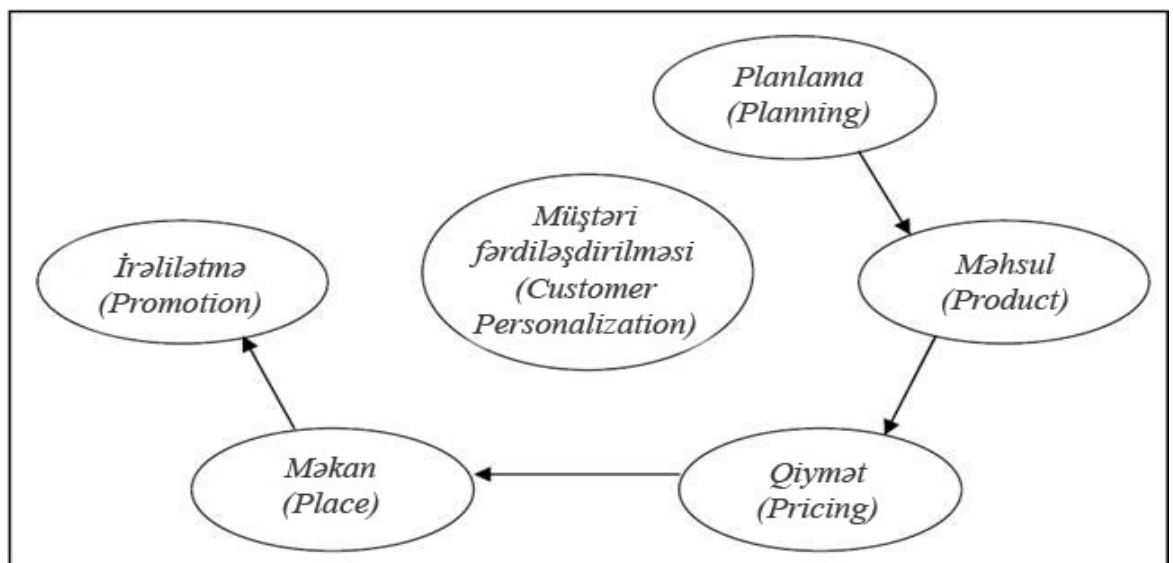 Planlama
(Planning)
Müştəri
fərdiləşdirilməsi
(Customer
Personalization)
İrəlilətmə
(Promotion)
Məhsul
(Product)
Məkan
(Place)
Qiymət
(Pricing)